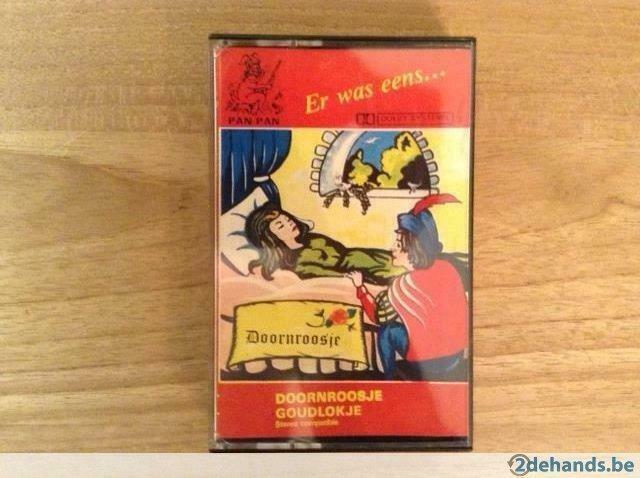 Er was eens...
PAN PAN
DOLBY SYSTEM
Doornroosje
DOORNROOSJE
GOUDLOKJE
Stereo compatible
2dehands.be